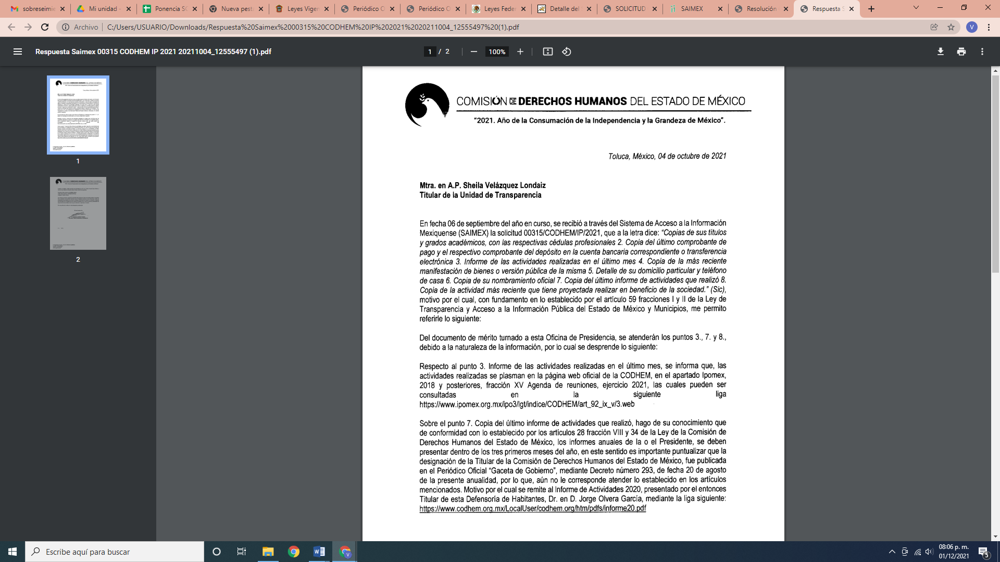 sobreseimie
Mi unidad -
Ponencia SO
Nueva pesta
Leyes Vigen
Periódico O
Periódico O
Leyes Feder
Detalle del
SOLICITUD
SAIMEX
Resolución
Respuesta S
Archivo C:/Users/USUARIO/Downloads/Respuesta%20Saimex%2000315%20CODHEM%20IP%202021%2020211004_12555497%20(1).pdf
V
Respuesta Saimex 00315 CODHEM IP 2021 20211004_12555497 (1).pdf
1 / 2
100%
1
2
COMISIÓN DE DERECHOS HUMANOS DEL ESTADO DE MÉXICO
"2021. Año de la Consumación de la Independencia y la Grandeza de México".
Toluca, México, 04 de octubre de 2021
Mtra. en A.P. Sheila Velázquez Londaiz
Titular de la Unidad de Transparencia
En fecha 06 de septiembre del año en curso, se recibió a través del Sistema de Acceso a la Información
Mexiquense (SAIMEX) la solicitud 00315/CODHEM/IP/2021, que a la letra dice: "Copias de sus títulos
y grados académicos, con las respectivas cédulas profesionales 2. Copia del último comprobante de
pago y el respectivo comprobante del depósito en la cuenta bancaria correspondiente o transferencia
electrónica 3. Informe de las actividades realizadas en el último mes 4. Copia de la más reciente
manifestación de bienes o versión pública de la misma 5. Detalle de su domicilio particular y teléfono
de casa 6. Copia de su nombramiento oficial 7. Copia del último informe de actividades que realizó 8.
Copia de la actividad más reciente que tiene proyectada realizar en beneficio de la sociedad." (Sic),
motivo por el cual, con fundamento en lo establecido por el artículo 59 fracciones I y II de la Ley de
Transparencia y Acceso a la Información Pública del Estado de México y Municipios, me permito
referirle lo siguiente:
Del documento de mérito turnado a esta Oficina de Presidencia, se atenderán los puntos 3., 7. y 8.,
debido a la naturaleza de la información, por lo cual se desprende lo siguiente:
Respecto al punto 3. Informe de las actividades realizadas en el último mes, se informa que, las
actividades realizadas se plasman en la página web oficial de la CODHEM, en el apartado Ipomex,
2018 y posteriores, fracción XV Agenda de reuniones, ejercicio 2021, las cuales pueden ser
consultadas en la siguiente liga
https://www.ipomex.org.mx/ipo3/lgt/indice/CODHEM/art_92_ix_v/3.web
Sobre el punto 7. Copia del último informe de actividades que realizó, hago de su conocimiento que
de conformidad con lo establecido por los artículos 28 fracción VIII y 34 de la Ley de la Comisión de
Derechos Humanos del Estado de México, los informes anuales de la o el Presidente, se deben
presentar dentro de los tres primeros meses del año, en este sentido es importante puntualizar que la
designación de la Titular de la Comisión de Derechos Humanos del Estado de México, fue publicada
en el Periódico Oficial "Gaceta de Gobierno", mediante Decreto número 293, de fecha 20 de agosto
de la presente anualidad, por lo que, aún no le corresponde atender lo establecido en los artículos
mencionados. Motivo por el cual se remite al Informe de Actividades 2020, presentado por el entonces
Titular de esta Defensoría de Habitantes, Dr. en D. Jorge Olvera García, mediante la liga siguiente:
https://www.codhem.org.mx/LocalUser/codhem.org/htm/pdfs/informe20.pdf
Escribe aquí para buscar
08:06 p. m.
01/12/2021
5